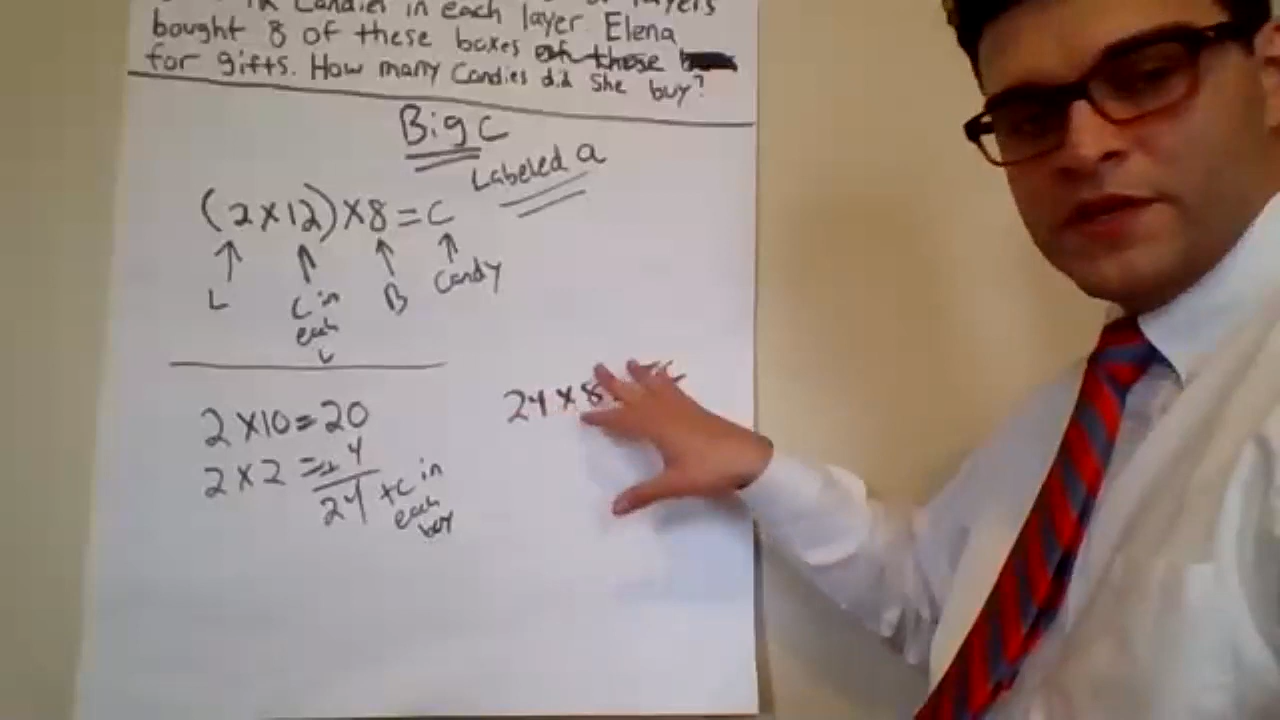 Candies in each layer. Elena
bought 8 of these boxes of these
for gifts. How many Candies did She buy?
Big C
Labeled a
(2×12)×8=C
L
C in
each
L
B
Candy
2×10=20
2×2=4
24 C in
each
box
24×8